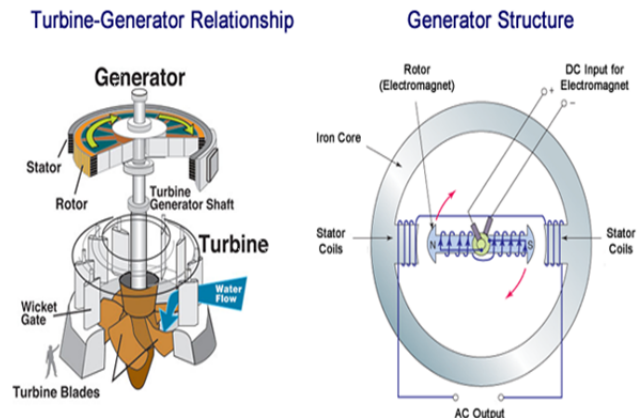 Turbine-Generator Relationship
Generator
Stator
Rotor
Turbine
Generator Shaft
Turbine
Water
Flow
Wicket
Gate
Turbine Blades
Generator Structure
Rotor
(Electromagnet)
DC Input for
Electromagnet
+
−
Iron Core
Stator
Coils
N
S
Stator
Coils
AC Output